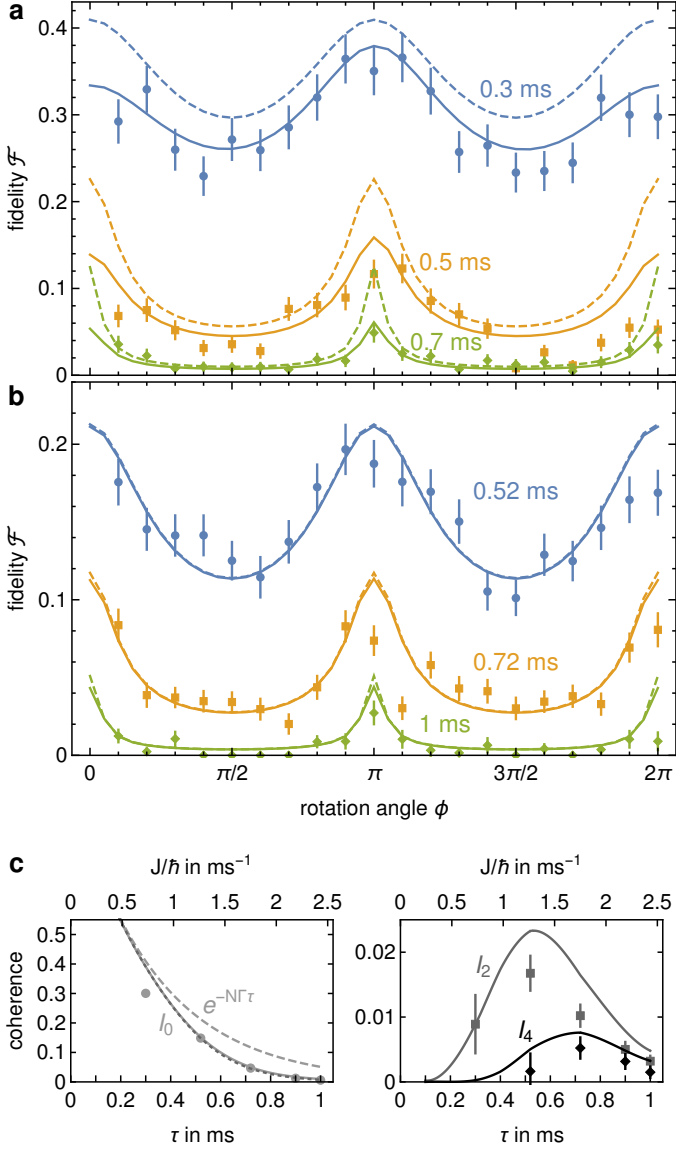 a
0.4
0.3
0.2
0.1
0
fidelity ℱ
0.3 ms
0.5 ms
0.7 ms
b
0.2
0.1
0
fidelity ℱ
0.52 ms
0.72 ms
1 ms
0 π/2 π 3π/2 2π
rotation angle ϕ
c
J/ħ in ms⁻¹
0 0.5 1 1.5 2 2.5
0.5
0.4
0.3
0.2
0.1
0
coherence
I₀
e^−NΓτ
0 0.2 0.4 0.6 0.8 1
τ in ms
J/ħ in ms⁻¹
0 0.5 1 1.5 2 2.5
0.02
0.01
0
I₂
I₄
0 0.2 0.4 0.6 0.8 1
τ in ms